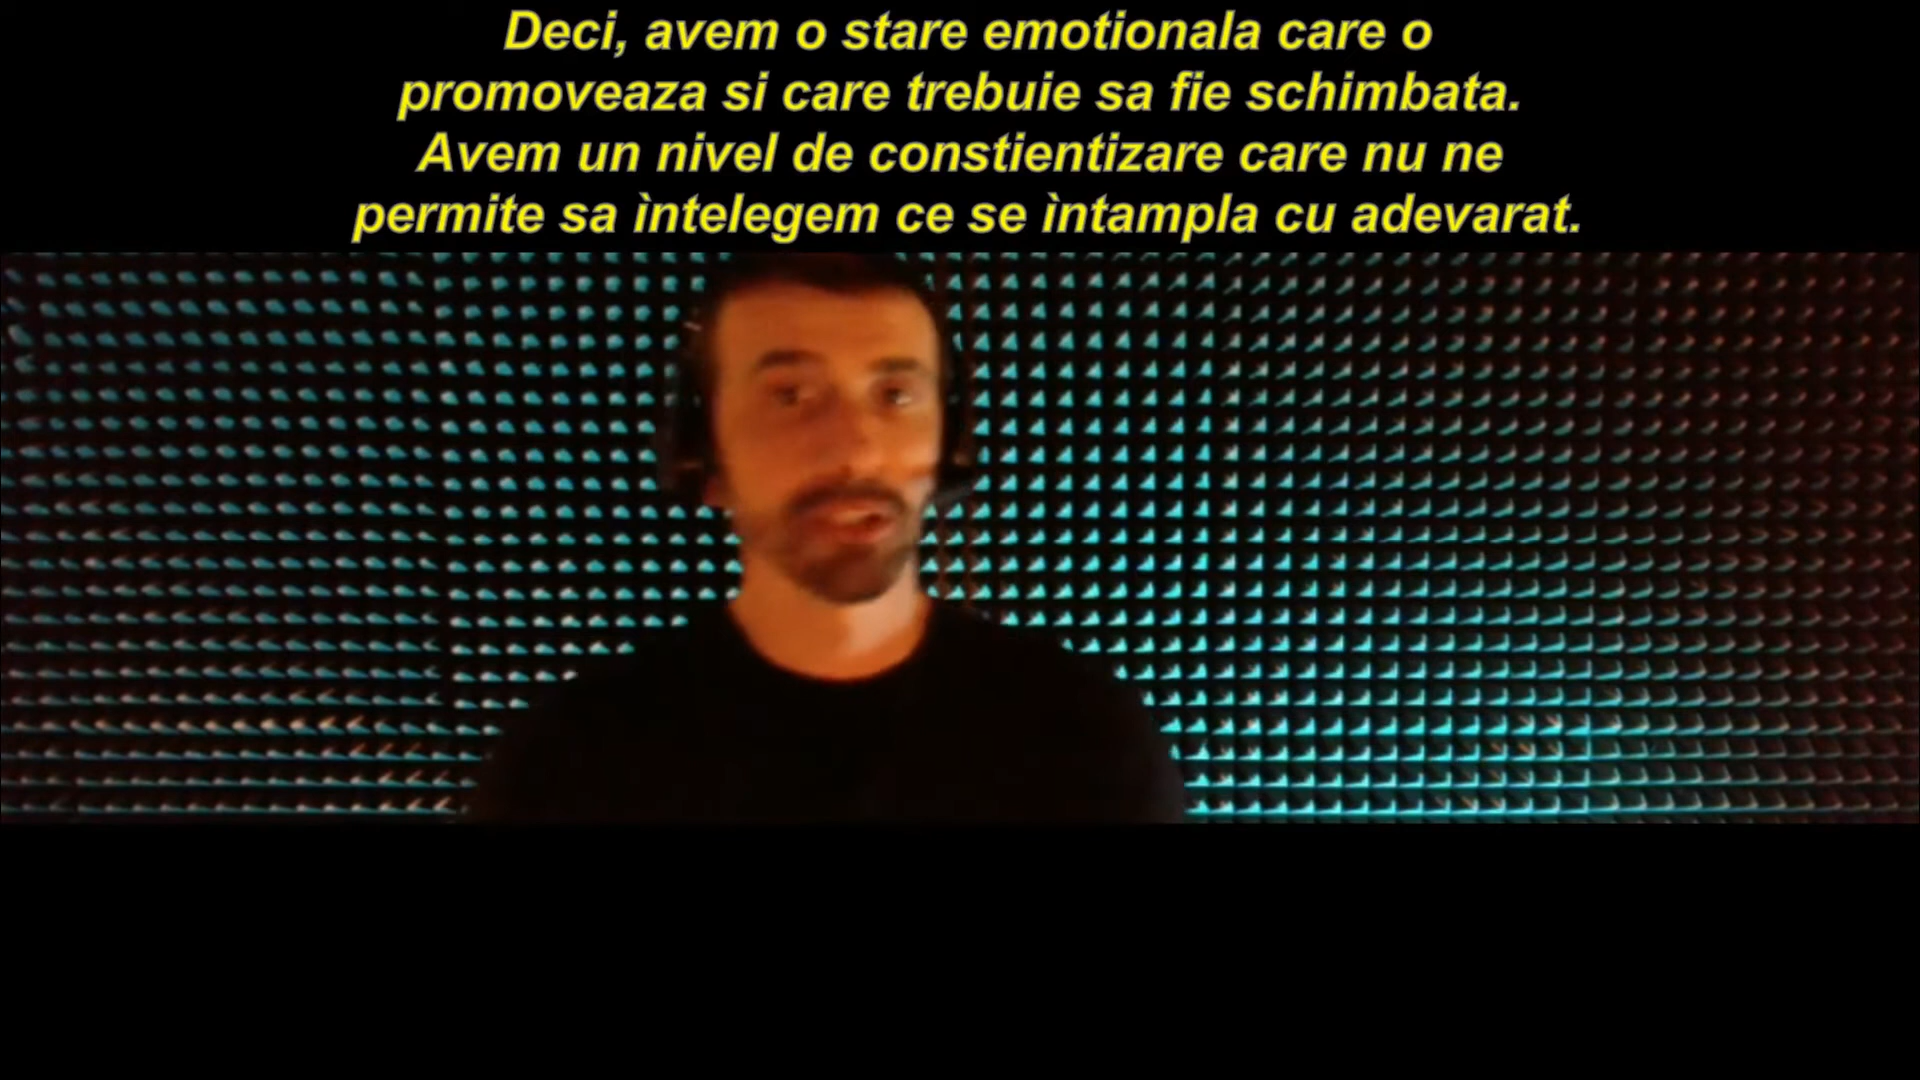 Deci, avem o stare emotionala care o
promoveaza si care trebuie sa fie schimbata.
Avem un nivel de constientizare care nu ne
permite sa ìntelegem ce se ìntampla cu adevarat.